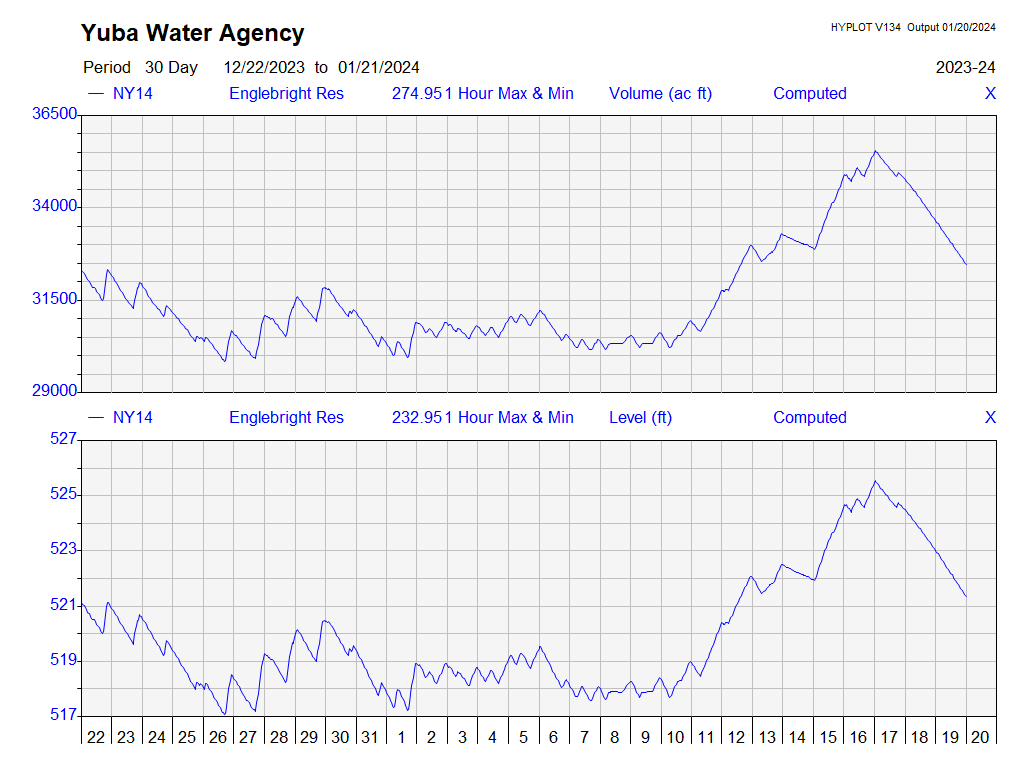 Yuba Water Agency
HYPLOT V134 Output 01/20/2024
Period 30 Day 12/22/2023 to 01/21/2024 2023-24
— NY14 Englebright Res 274.951 Hour Max & Min Volume (ac ft) Computed X
36500
34000
31500
29000
— NY14 Englebright Res 232.951 Hour Max & Min Level (ft) Computed X
527
525
523
521
519
517
22 23 24 25 26 27 28 29 30 31 1 2 3 4 5 6 7 8 9 10 11 12 13 14 15 16 17 18 19 20